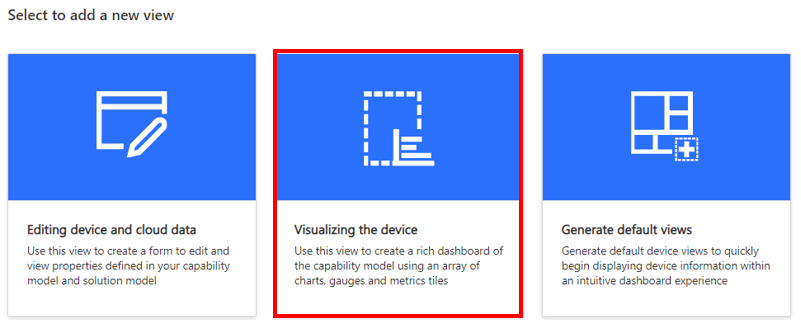 Select to add a new view
Editing device and cloud data
Use this view to create a form to edit and
view properties defined in your capability
model and solution model
Visualizing the device
Use this view to create a rich dashboard of
the capability model using an array of
charts, gauges and metrics tiles
Generate default views
Generate default device views to quickly
begin displaying device information within
an intuitive dashboard experience